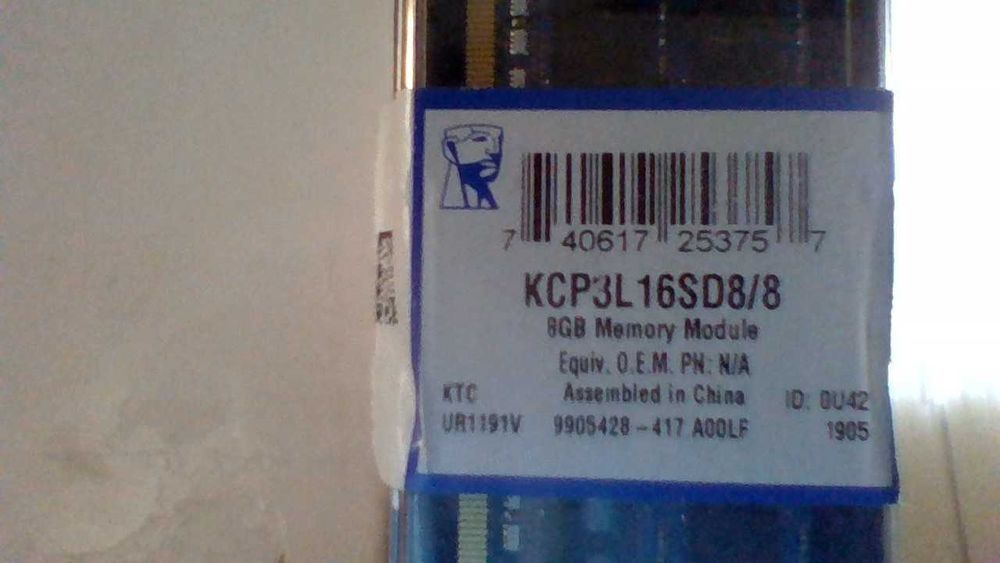 7 40617 25375 7
KCP3L16SD8/8
8GB Memory Module
Equiv. O.E.M. PN: N/A
KTC Assembled in China ID: 0U42
UR1191V 9905428-417 A00LF 1905